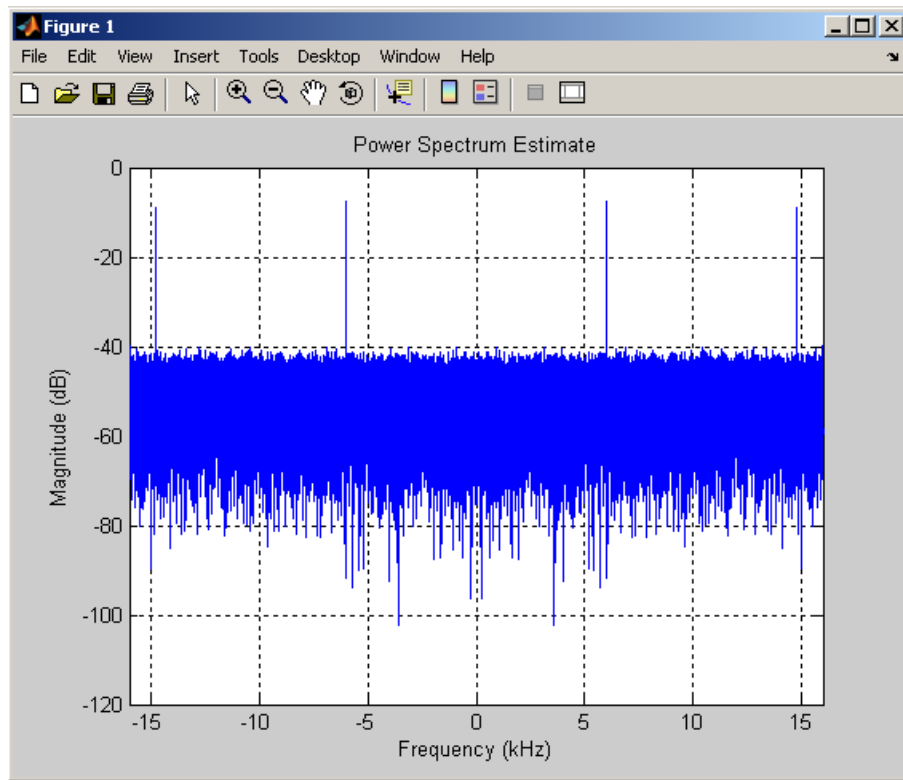 Figure 1
File Edit View Insert Tools Desktop Window Help
Power Spectrum Estimate
0
-20
-40
-60
-80
-100
-120
Magnitude (dB)
-15 -10 -5 0 5 10 15
Frequency (kHz)